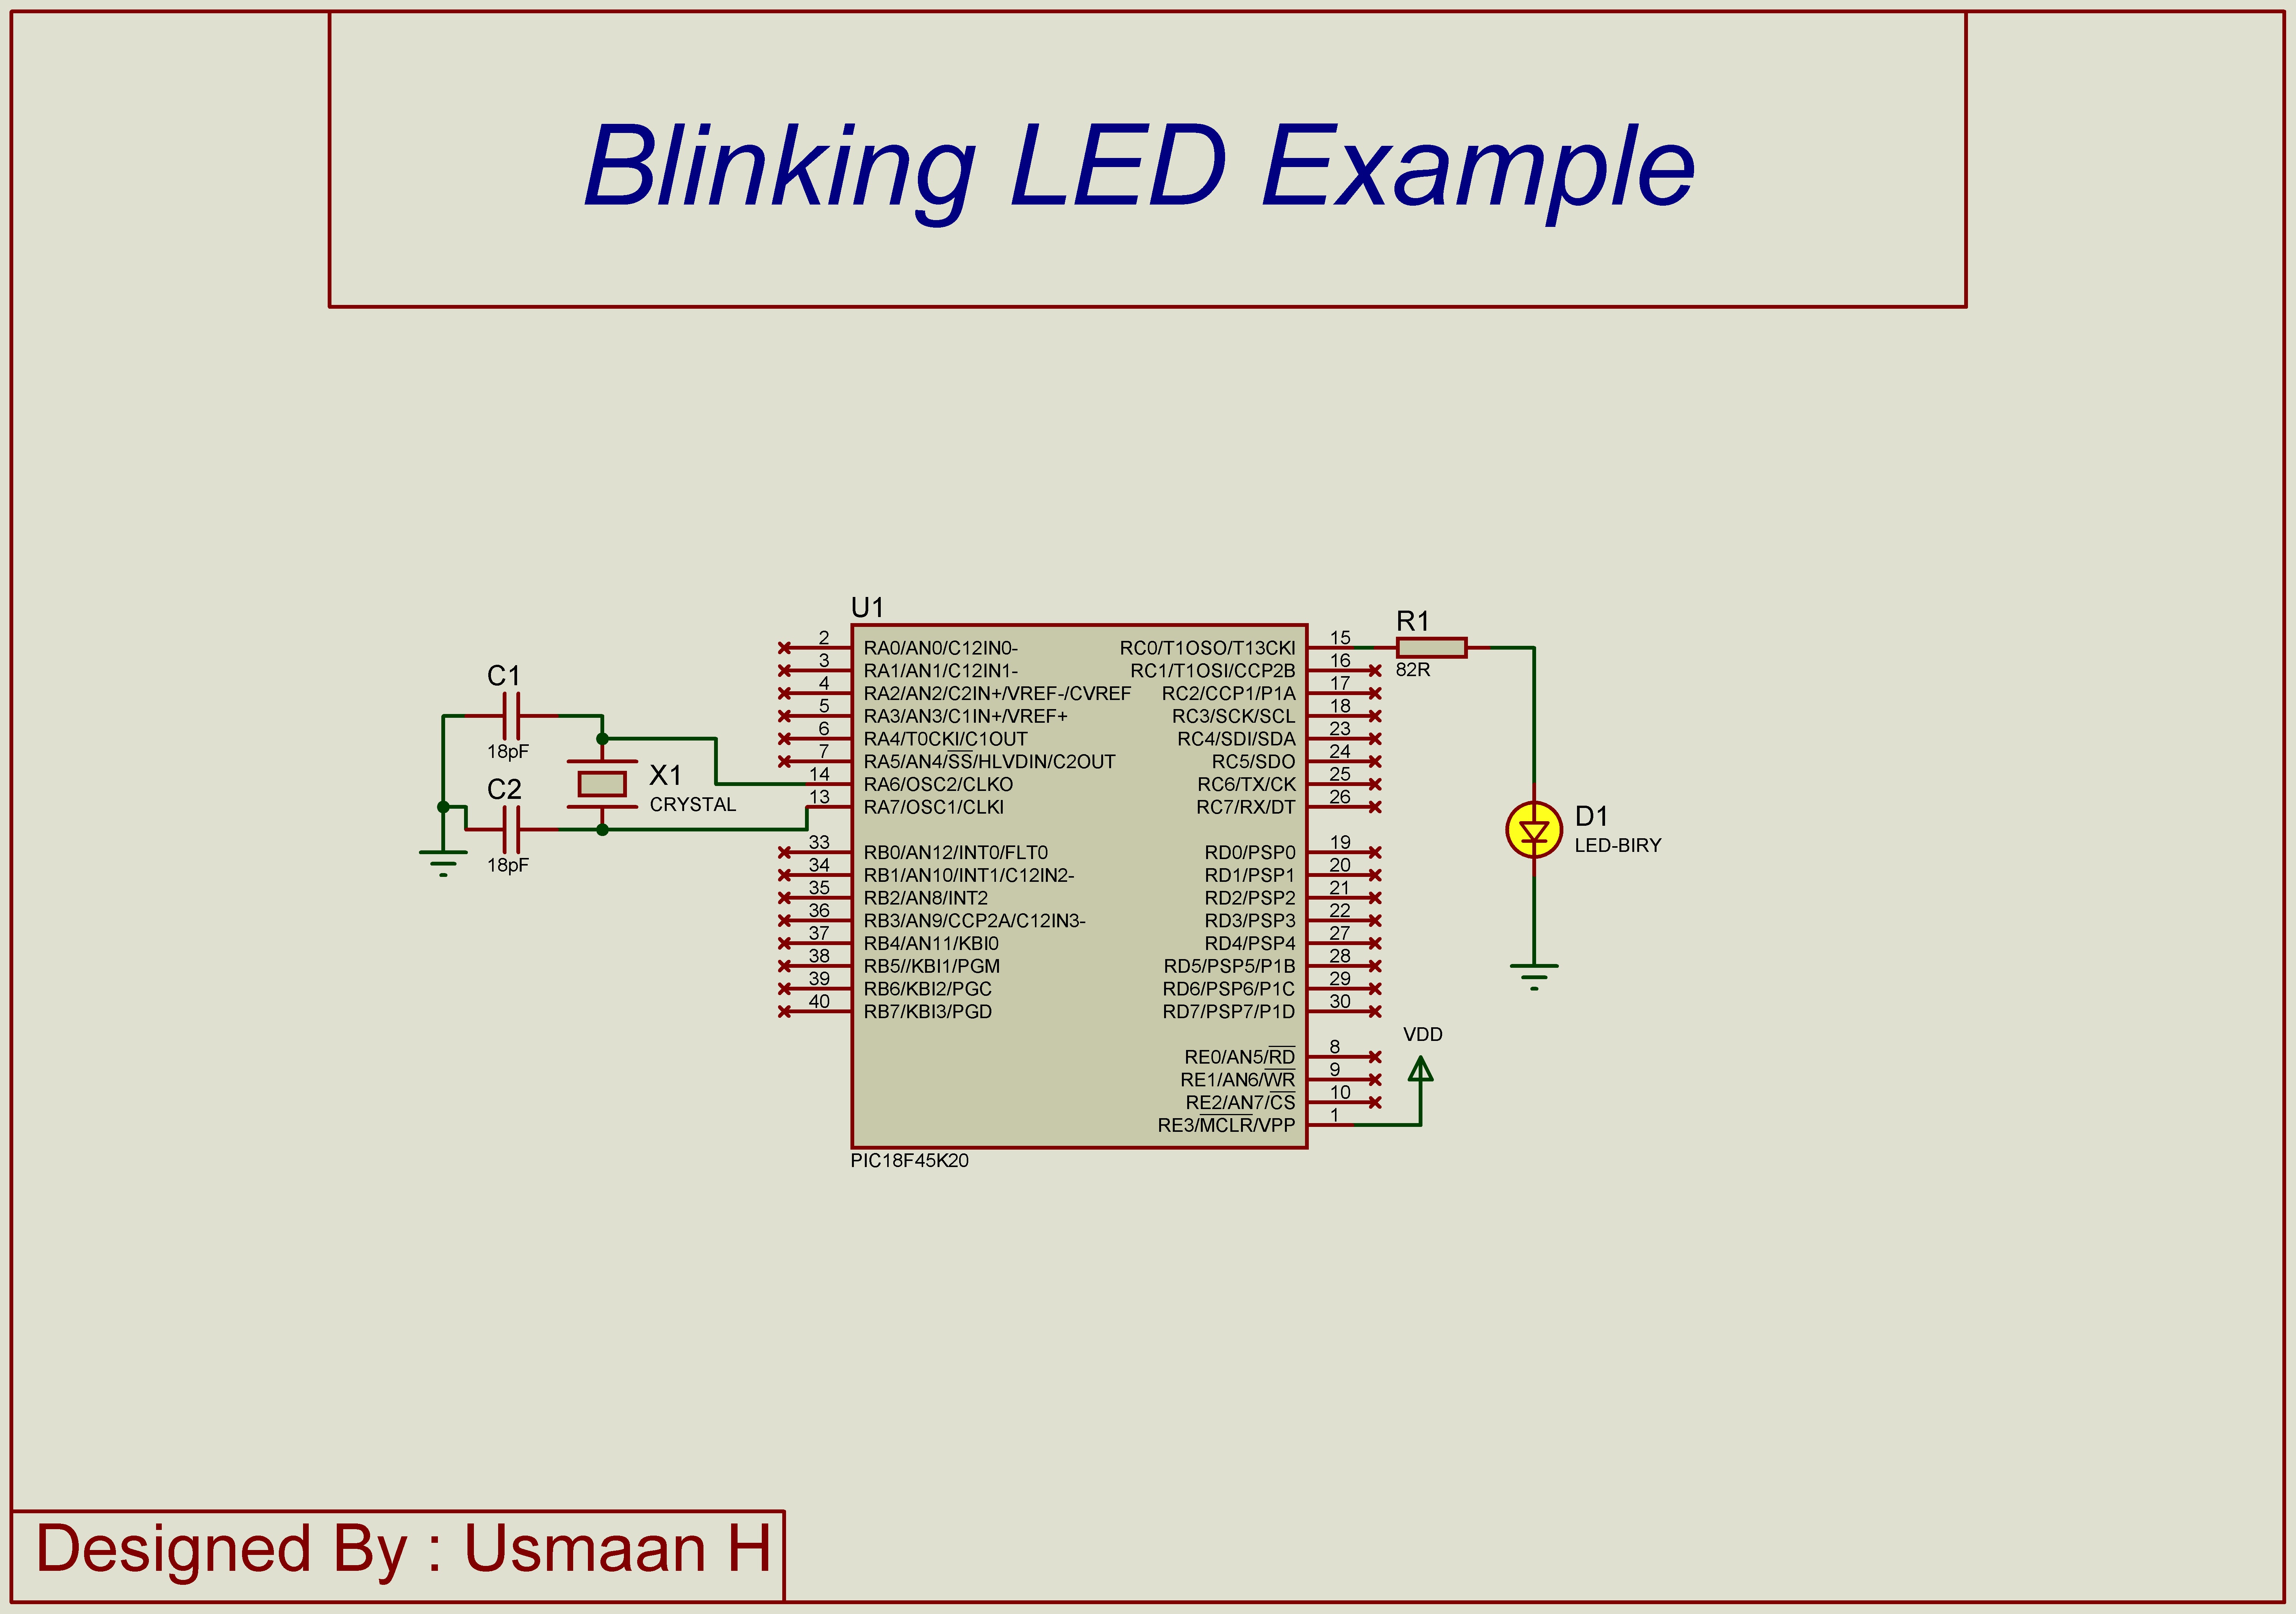 Blinking LED Example
U1
2 RA0/AN0/C12IN0-
3 RA1/AN1/C12IN1-
4 RA2/AN2/C2IN+/VREF-/CVREF
5 RA3/AN3/C1IN+/VREF+
6 RA4/T0CKI/C1OUT
7 RA5/AN4/SS/HLVDIN/C2OUT
14 RA6/OSC2/CLKO
13 RA7/OSC1/CLKI
33 RB0/AN12/INT0/FLT0
34 RB1/AN10/INT1/C12IN2-
35 RB2/AN8/INT2
36 RB3/AN9/CCP2A/C12IN3-
37 RB4/AN11/KBI0
38 RB5//KBI1/PGM
39 RB6/KBI2/PGC
40 RB7/KBI3/PGD
RC0/T1OSO/T13CKI 15
RC1/T1OSI/CCP2B 16
RC2/CCP1/P1A 17
RC3/SCK/SCL 18
RC4/SDI/SDA 23
RC5/SDO 24
RC6/TX/CK 25
RC7/RX/DT 26
RD0/PSP0 19
RD1/PSP1 20
RD2/PSP2 21
RD3/PSP3 22
RD4/PSP4 27
RD5/PSP5/P1B 28
RD6/PSP6/P1C 29
RD7/PSP7/P1D 30
RE0/AN5/RD 8
RE1/AN6/WR 9
RE2/AN7/CS 10
RE3/MCLR/VPP 1
PIC18F45K20
C1
18pF
C2
18pF
X1
CRYSTAL
R1
82R
D1
LED-BIRY
VDD
Designed By : Usmaan H